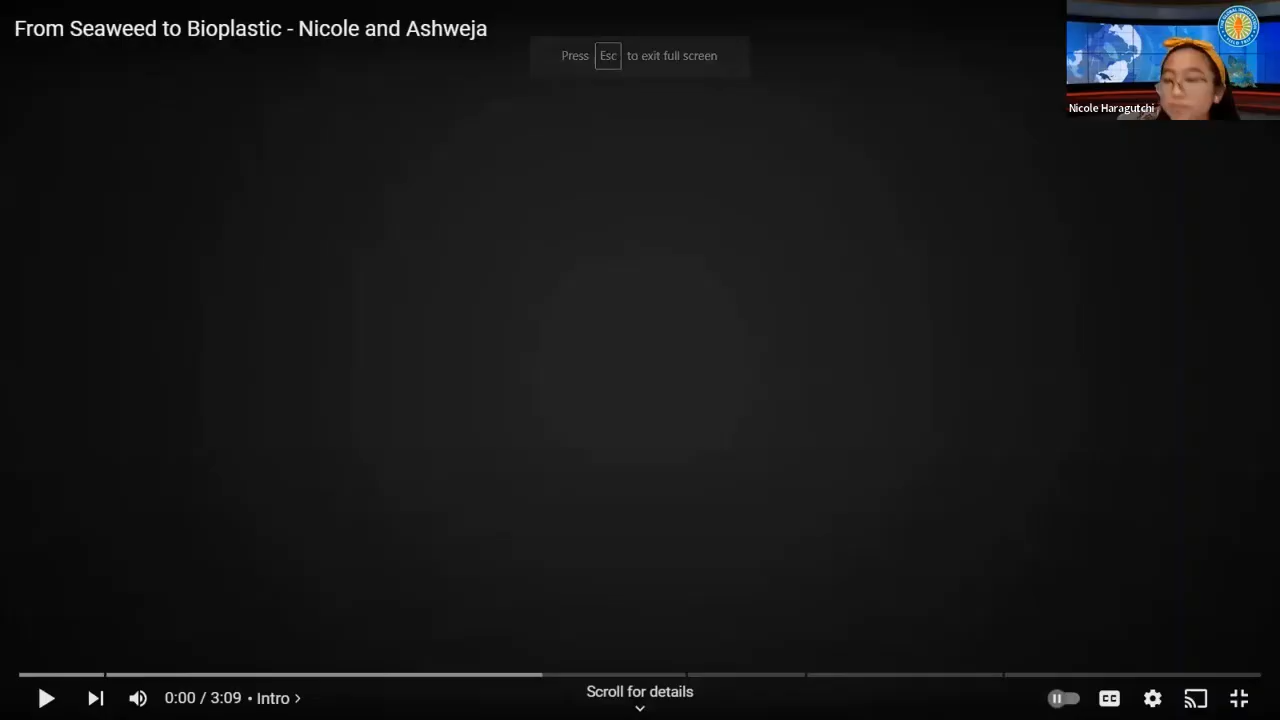 From Seaweed to Bioplastic - Nicole and Ashweja
Press Esc to exit full screen
Nicole Haragutchi
0:00 / 3:09 • Intro ›
Scroll for details
CC